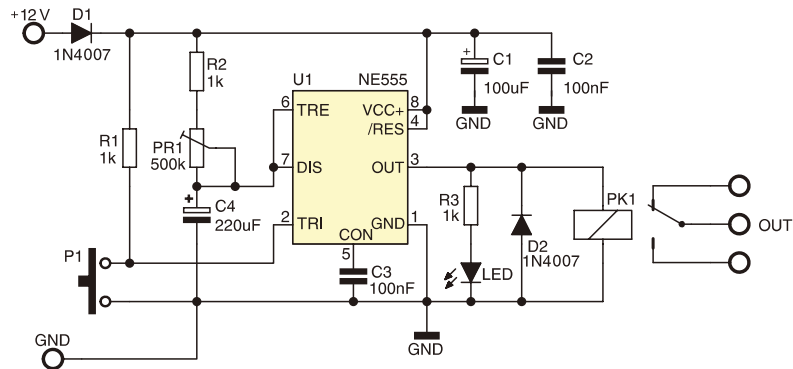 +12 V
D1
1N4007
R2
1k
U1
NE555
C1
100uF
C2
100nF
GND
GND
R1
1k
PR1
500k
6
TRE
VCC+
8
/RES
4
7
DIS
OUT
3
C4
220uF
2
TRI
GND
1
CON
5
R3
1k
PK1
D2
1N4007
OUT
P1
C3
100nF
LED
GND
GND
+
+